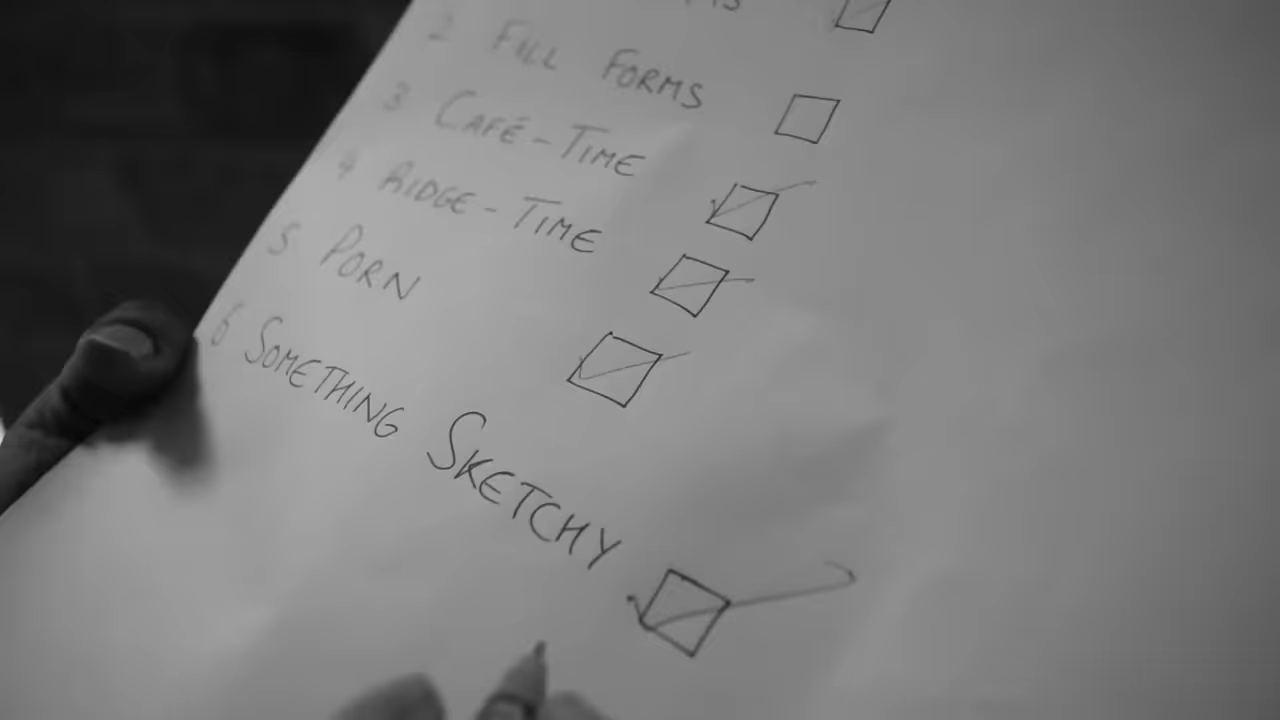 2 FILL FORMS
3 CAFÉ-TIME
4 RIDGE-TIME
5 PORN
6 SOMETHING SKETCHY